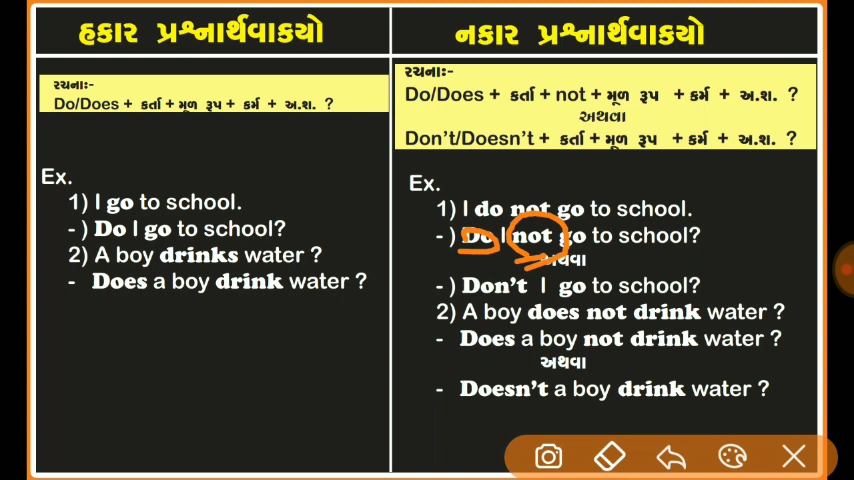 હકાર પ્રશ્નાર્થવાકયો
રચનાઃ-
Do/Does + કર્તા + મૂળ રૂપ + કર્મ + અ.શ. ?
Ex.
1) I go to school.
- ) Do I go to school?
2) A boy drinks water ?
- Does a boy drink water ?
નકાર પ્રશ્નાર્થવાકયો
રચનાઃ-
Do/Does + કર્તા + not + મૂળ રૂપ + કર્મ + અ.શ. ?
અથવા
Don't/Doesn't + કર્તા + મૂળ રૂપ + કર્મ + અ.શ. ?
Ex.
1) I do not go to school.
- ) Do I not go to school?
અથવા
- ) Don't I go to school?
2) A boy does not drink water ?
- Does a boy not drink water ?
અથવા
- Doesn't a boy drink water ?